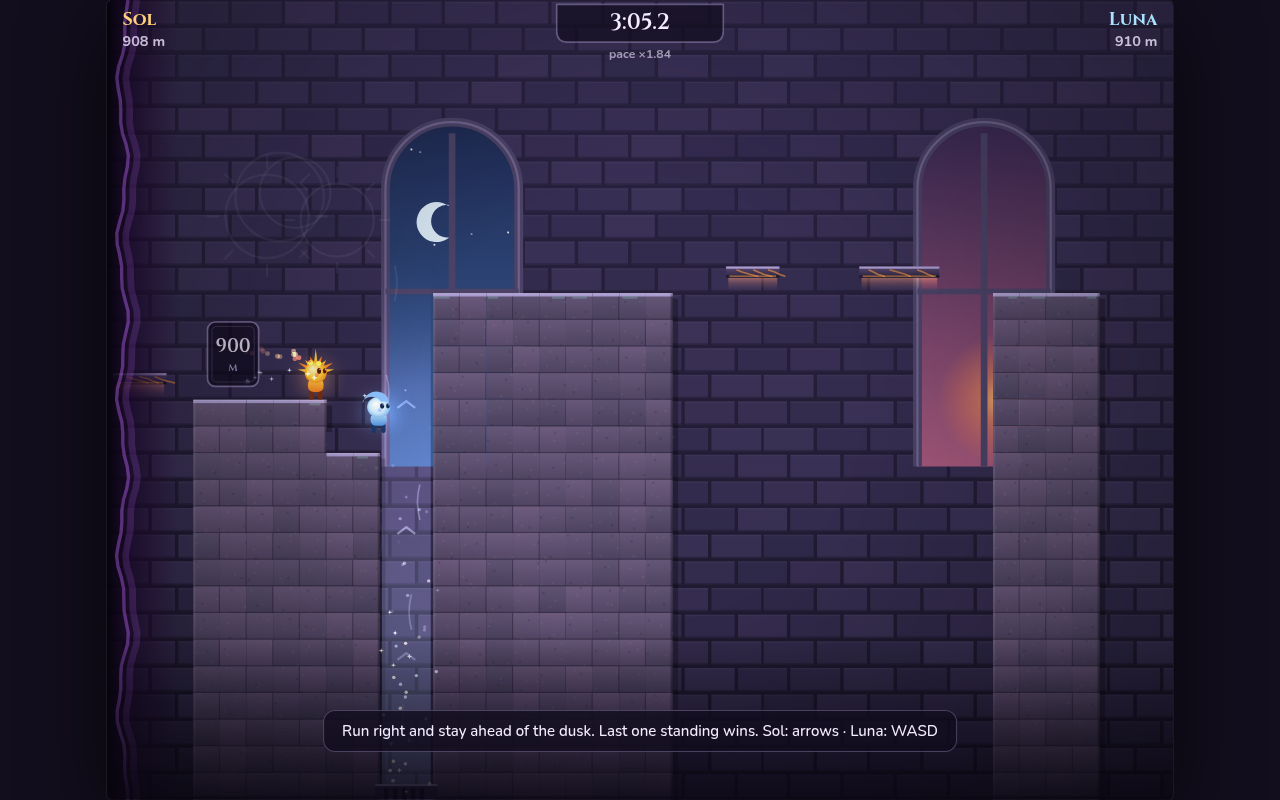 Sol
908 m
3:05.2
pace ×1.84
Luna
910 m
900
M
Run right and stay ahead of the dusk. Last one standing wins. Sol: arrows · Luna: WASD